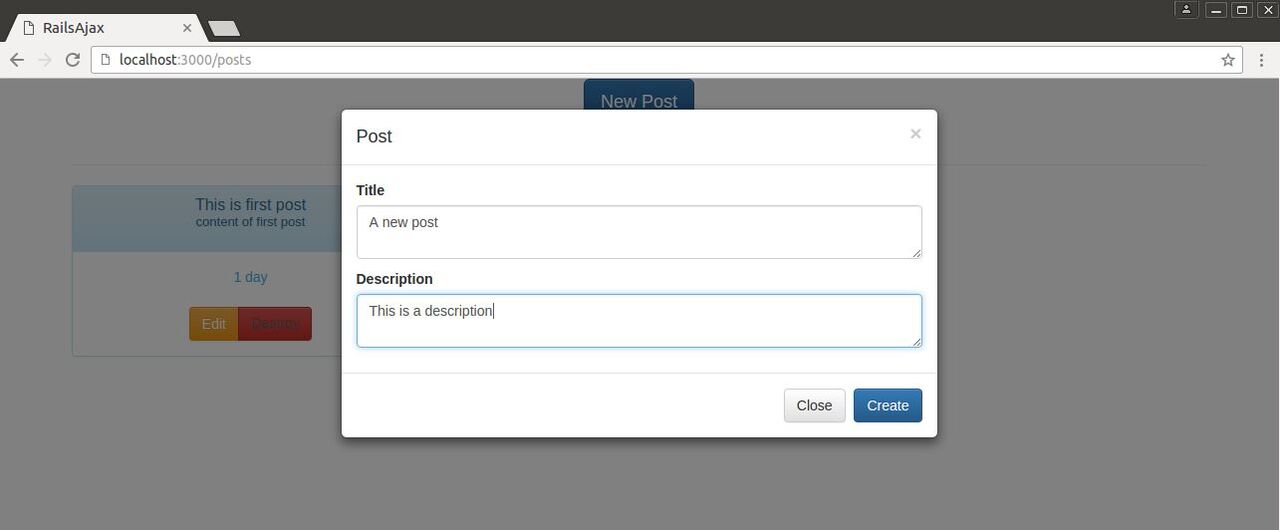 RailsAjax
localhost:3000/posts
New Post
Post
Title
A new post
Description
This is a description
Close
Create
This is first post
content of first post
1 day
Edit
Destroy